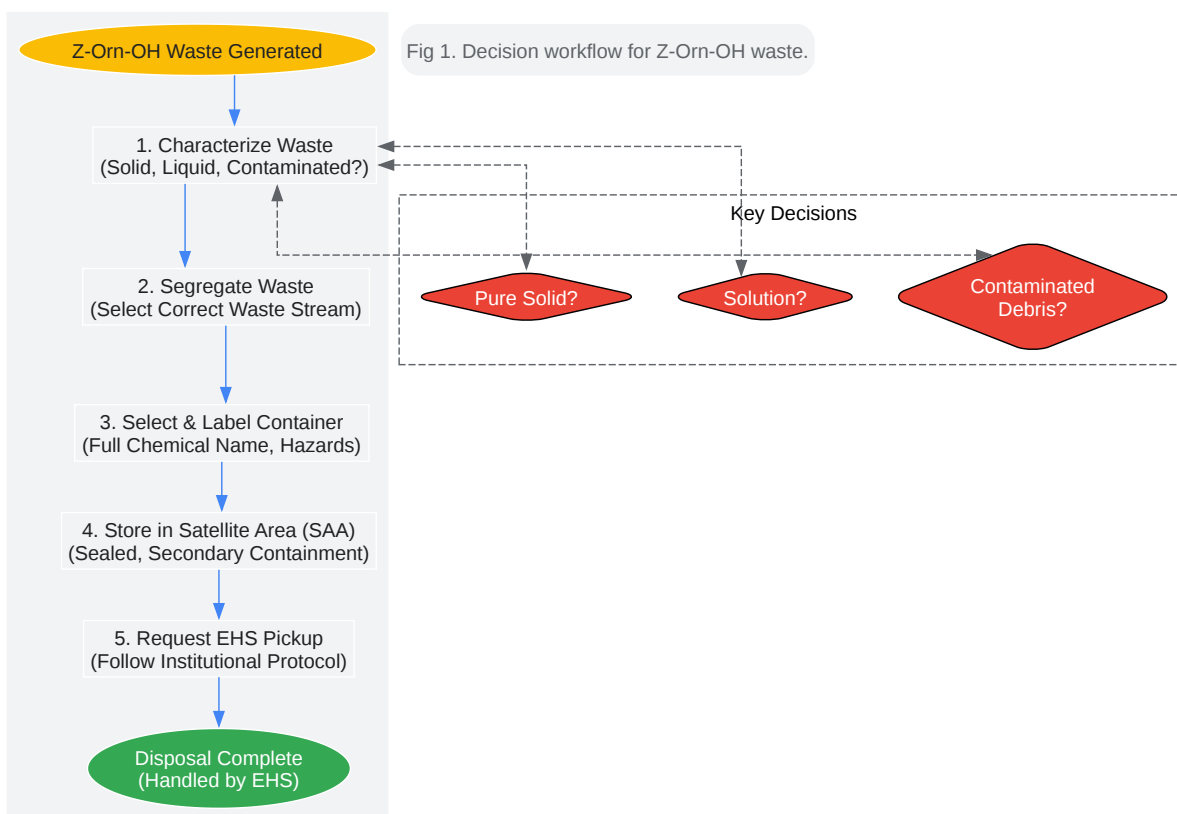 Z-Orn-OH Waste Generated
Fig 1. Decision workflow for Z-Orn-OH waste.
1. Characterize Waste
(Solid, Liquid, Contaminated?)
Key Decisions
2. Segregate Waste
(Select Correct Waste Stream)
Pure Solid?
Solution?
Contaminated
Debris?
3. Select & Label Container
(Full Chemical Name, Hazards)
4. Store in Satellite Area (SAA)
(Sealed, Secondary Containment)
5. Request EHS Pickup
(Follow Institutional Protocol)
Disposal Complete
(Handled by EHS)